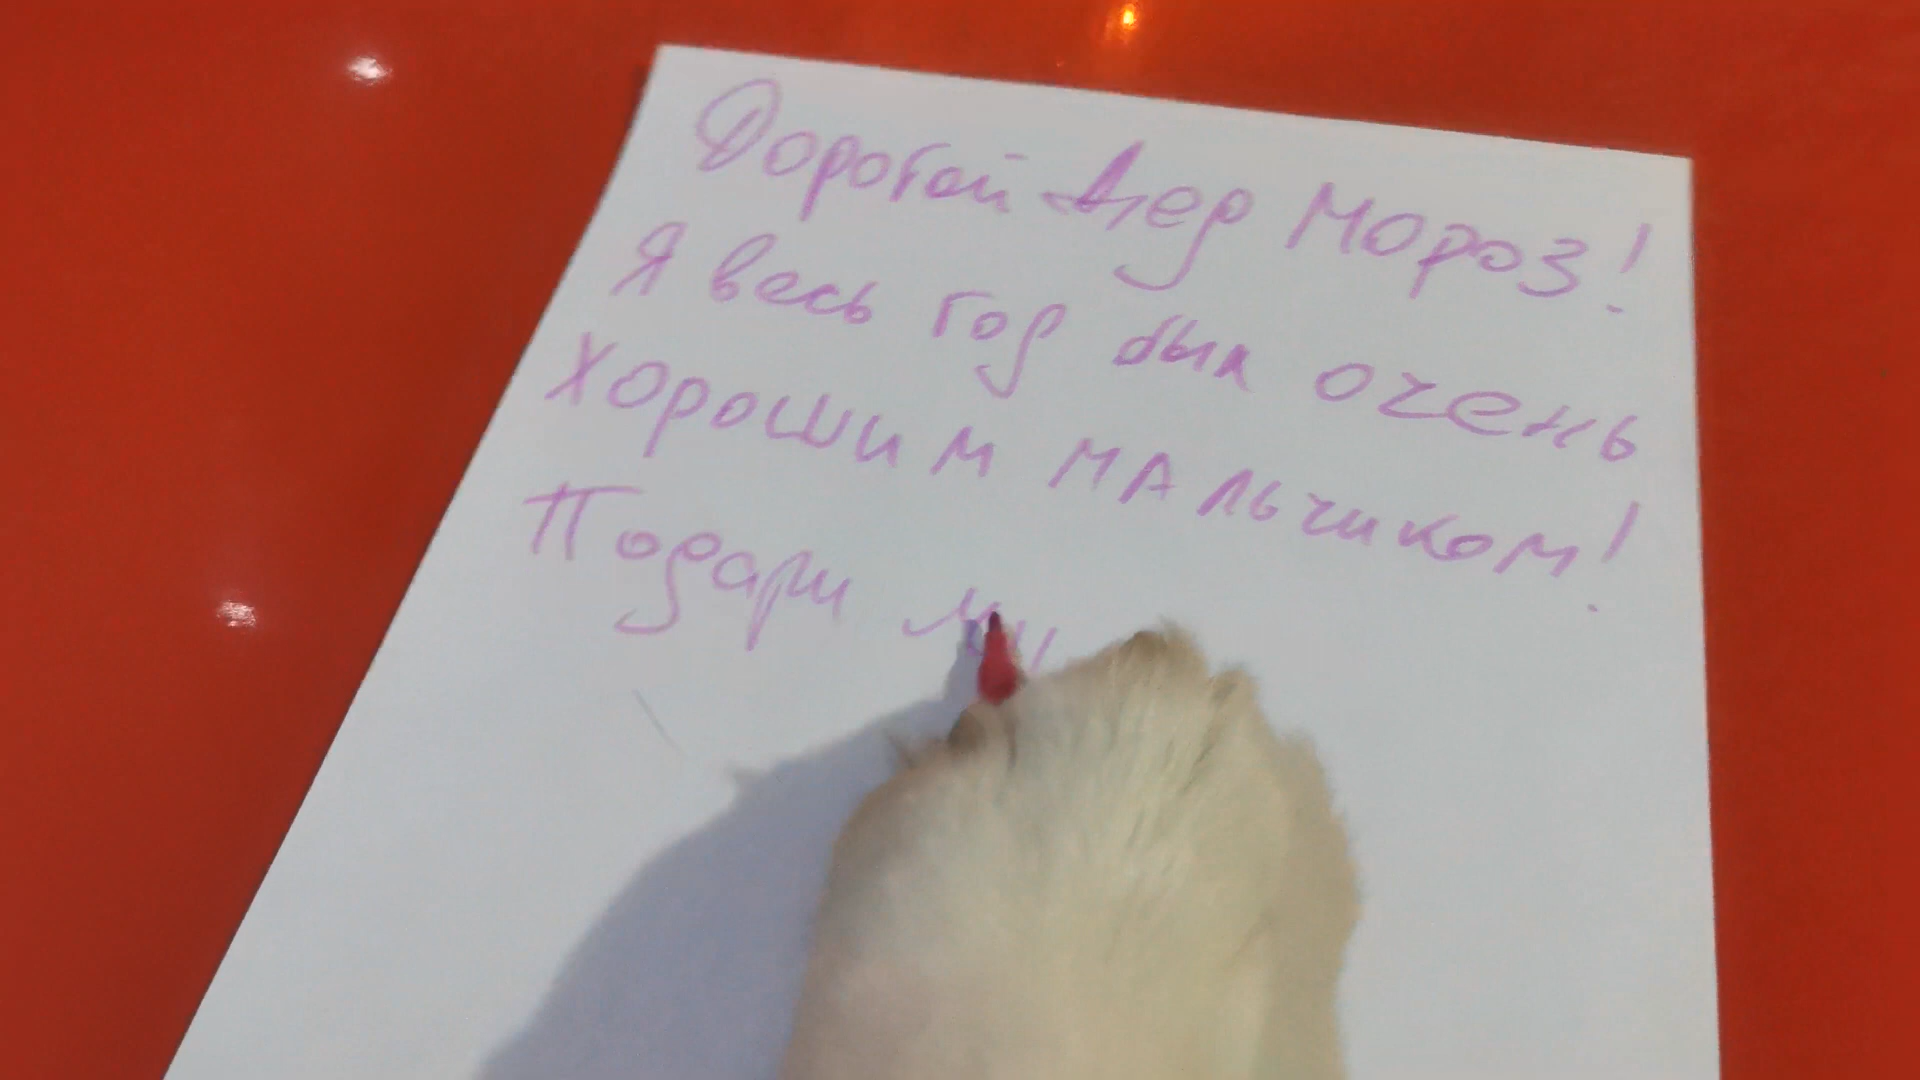 Дорогой дед Мороз!
Я весь год был очень
хорошим мальчиком!
Подари